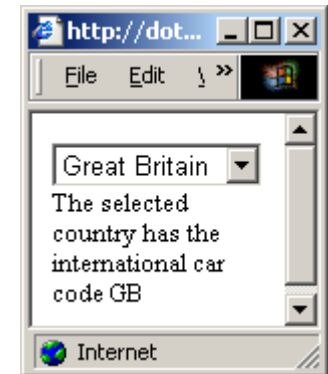 http://dot...
File Edit »
Great Britain
The selected
country has the
international car
code GB
Internet